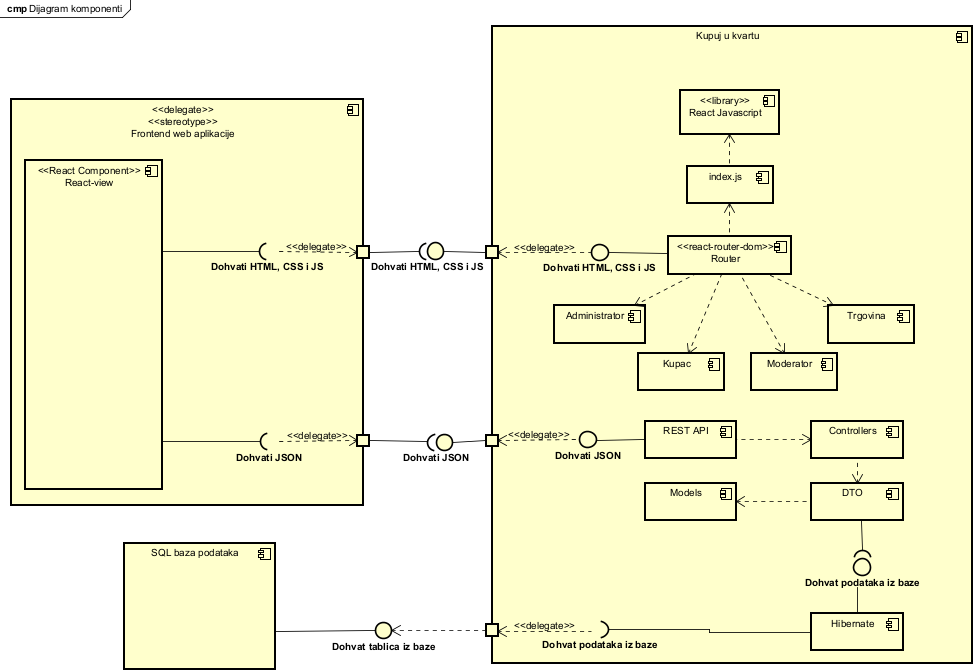 cmp Dijagram komponenti
Kupuj u kvartu
<<library>>
React Javascript
<<delegate>>
<<stereotype>>
Frontend web aplikacije
<<React Component>>
React-view
index.js
<<delegate>>
Dohvati HTML, CSS i JS
Dohvati HTML, CSS i JS
<<delegate>>
Dohvati HTML, CSS i JS
<<react-router-dom>>
Router
Administrator
Trgovina
Kupac
Moderator
<<delegate>>
Dohvati JSON
Dohvati JSON
<<delegate>>
Dohvati JSON
REST API
Controllers
Models
DTO
SQL baza podataka
Dohvat podataka iz baze
Dohvat tablica iz baze
<<delegate>>
Dohvat podataka iz baze
Hibernate